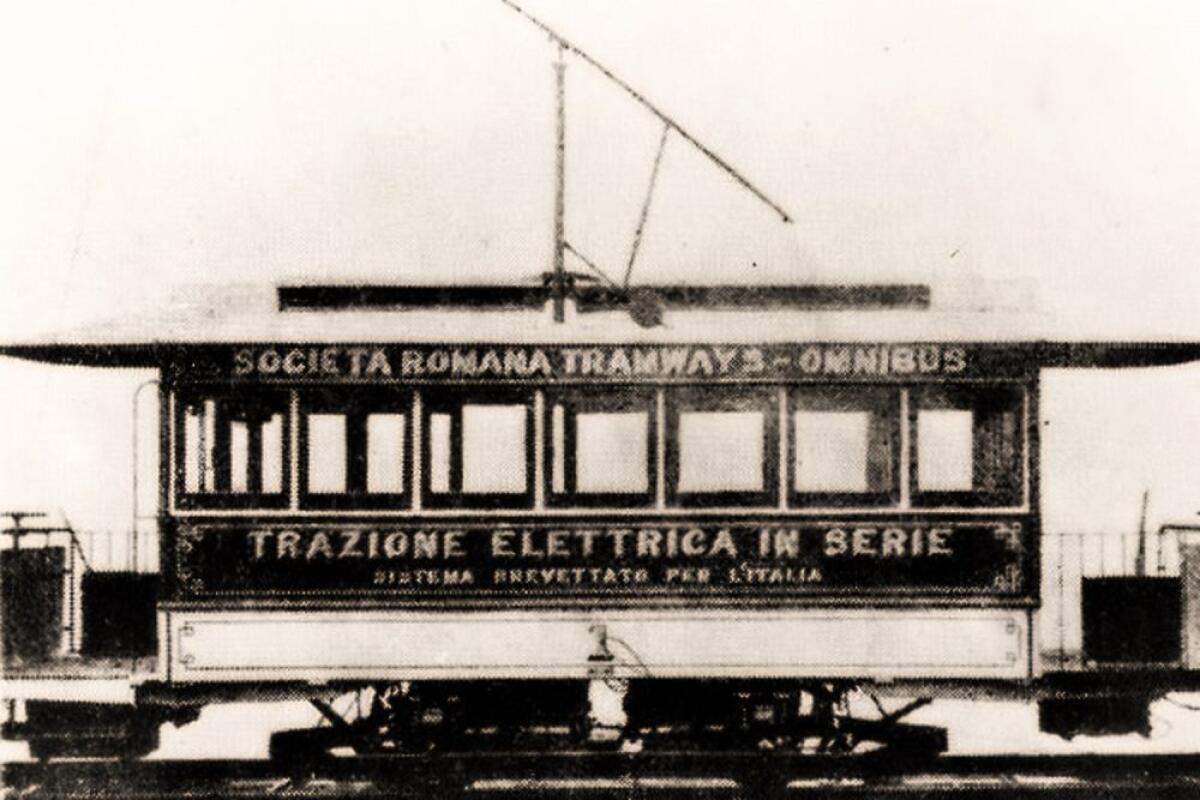 SOCIETA ROMANA TRAMWAYS - OMNIBUS
TRAZIONE ELETTRICA IN SERIE
SISTEMA BREVETTATO PER L'ITALIA